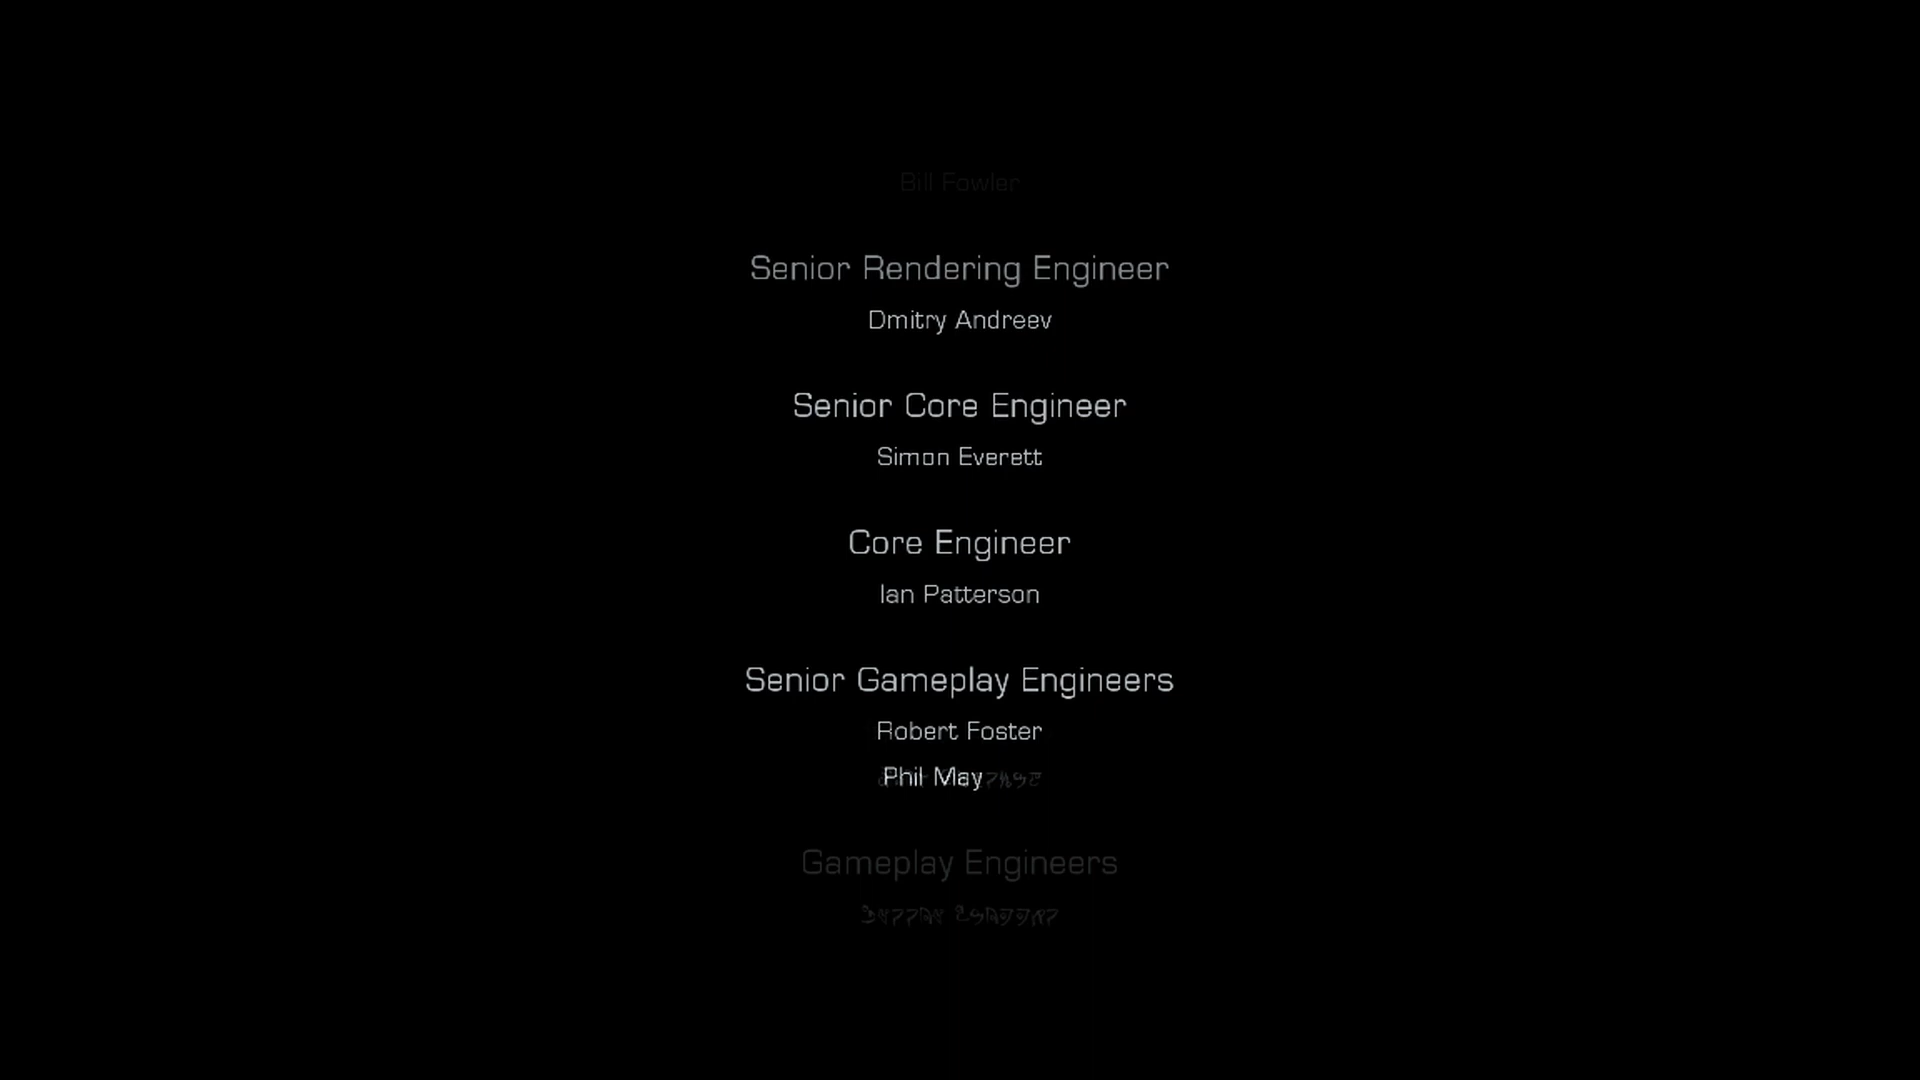 Bill Fowler
Senior Rendering Engineer
Dmitry Andreev
Senior Core Engineer
Simon Everett
Core Engineer
Ian Patterson
Senior Gameplay Engineers
Robert Foster
Phil May
Gameplay Engineers